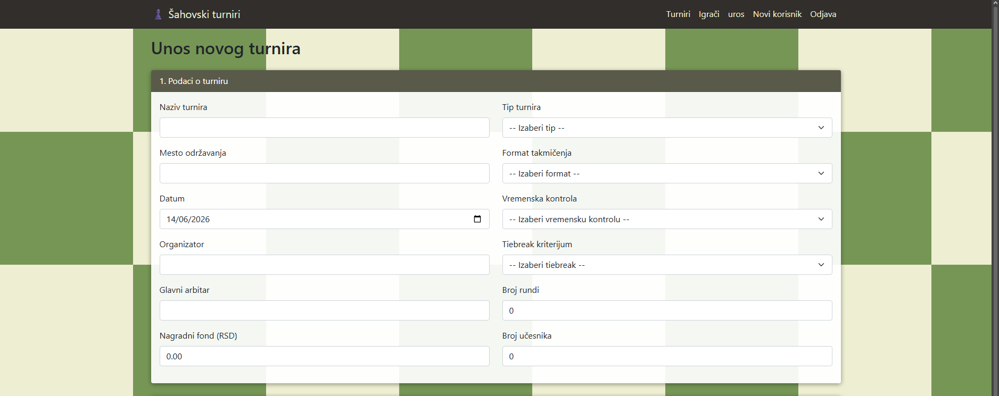 Šahovski turniri
Turniri Igrači uros Novi korisnik Odjava
Unos novog turnira
1. Podaci o turniru
Naziv turnira
Tip turnira
-- Izaberi tip --
Mesto održavanja
Format takmičenja
-- Izaberi format --
Datum
14/06/2026
Vremenska kontrola
-- Izaberi vremensku kontrolu --
Organizator
Tiebreak kriterijum
-- Izaberi tiebreak --
Glavni arbitar
Broj rundi
0
Nagradni fond (RSD)
0.00
Broj učesnika
0